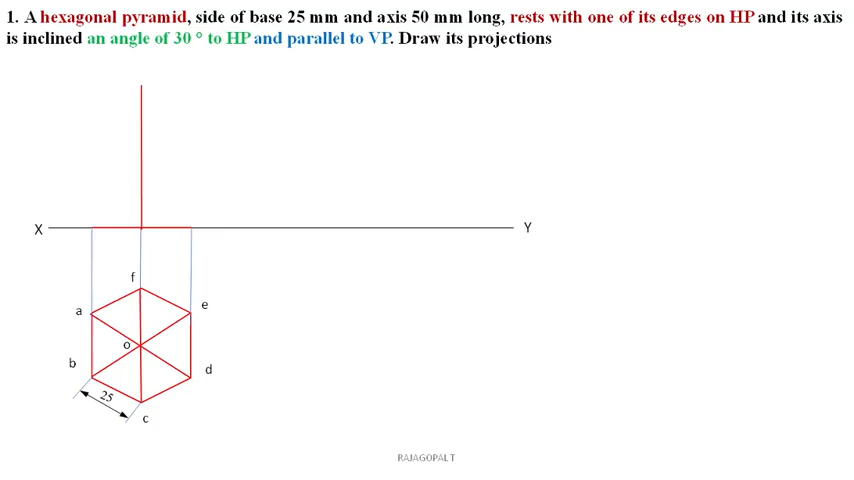 1. A hexagonal pyramid, side of base 25 mm and axis 50 mm long, rests with one of its edges on HP and its axis
is inclined an angle of 30 ° to HP and parallel to VP. Draw its projections
X
Y
f
a
e
o
b
d
25
c
RAJAGOPAL T